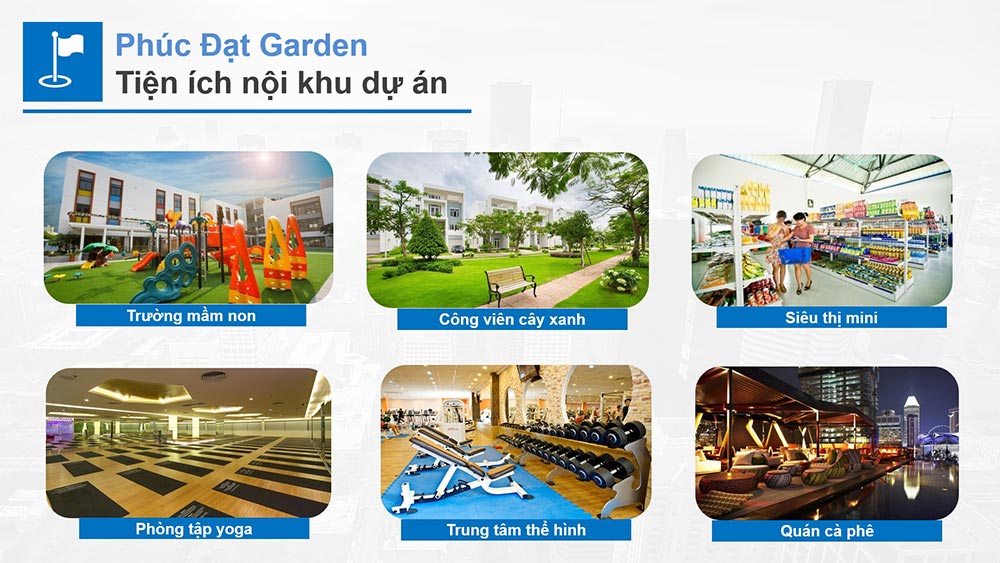 Phúc Đạt Garden
Tiện ích nội khu dự án
Trường mầm non
Công viên cây xanh
Siêu thị mini
Phòng tập yoga
Trung tâm thể hình
Quán cà phê